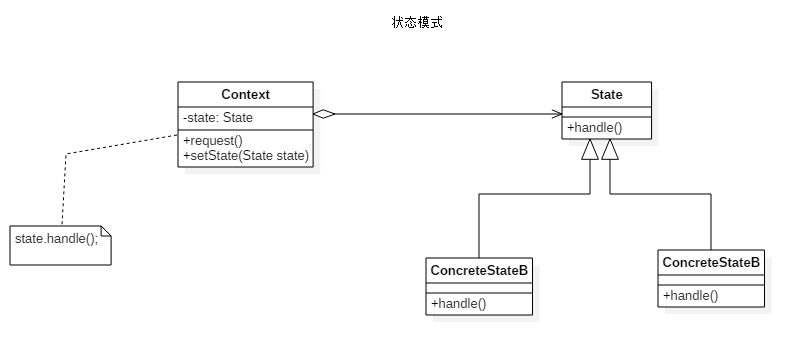 状态模式
Context
-state: State
+request()
+setState(State state)
State
+handle()
state.handle();
ConcreteStateB
+handle()
ConcreteStateB
+handle()